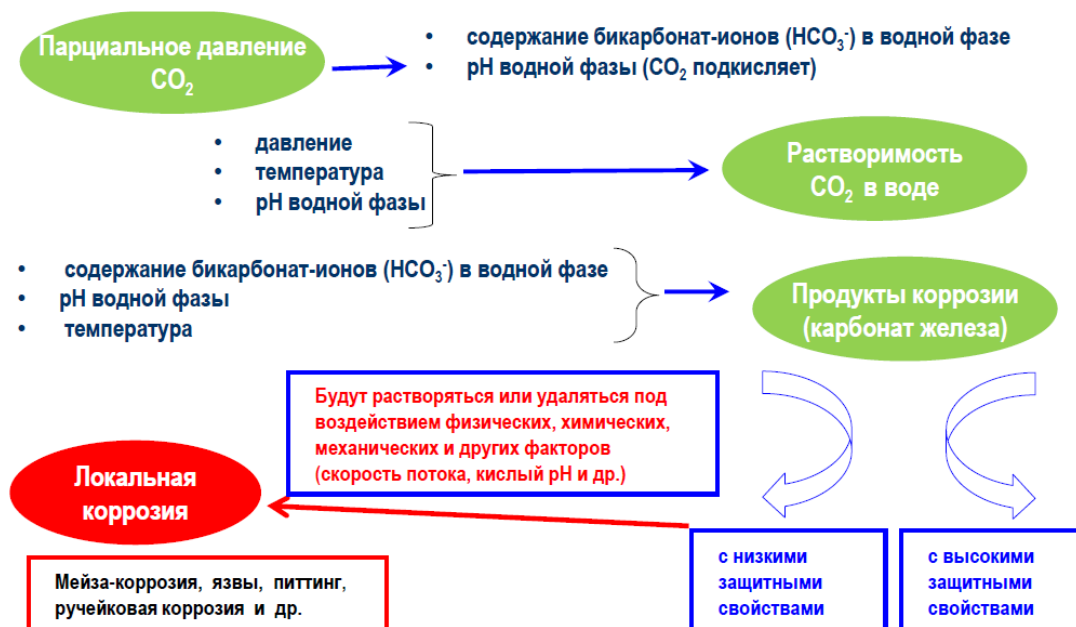 Парциальное давление
CO₂
• содержание бикарбонат-ионов (HCO₃⁻) в водной фазе
• pH водной фазы (CO₂ подкисляет)
• давление
• температура
• pH водной фазы
Растворимость
CO₂ в воде
• содержание бикарбонат-ионов (HCO₃⁻) в водной фазе
• pH водной фазы
• температура
Продукты коррозии
(карбонат железа)
Будут растворяться или удаляться под
воздействием физических, химических,
механических и других факторов
(скорость потока, кислый pH и др.)
Локальная
коррозия
с низкими
защитными
свойствами
с высокими
защитными
свойствами
Мейза-коррозия, язвы, питтинг,
ручейковая коррозия и др.